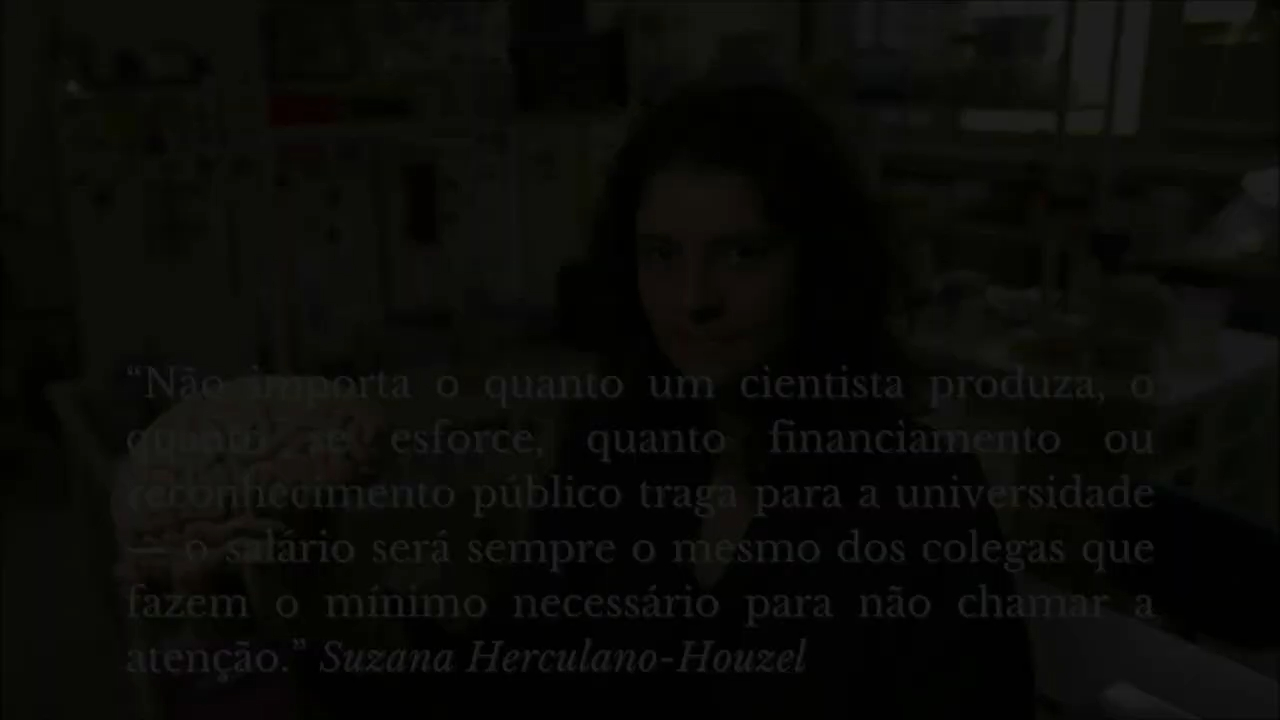 “Não importa o quanto um cientista produza, o
quanto se esforce, quanto financiamento ou
reconhecimento público traga para a universidade
— o salário será sempre o mesmo dos colegas que
fazem o mínimo necessário para não chamar a
atenção.” Suzana Herculano-Houzel